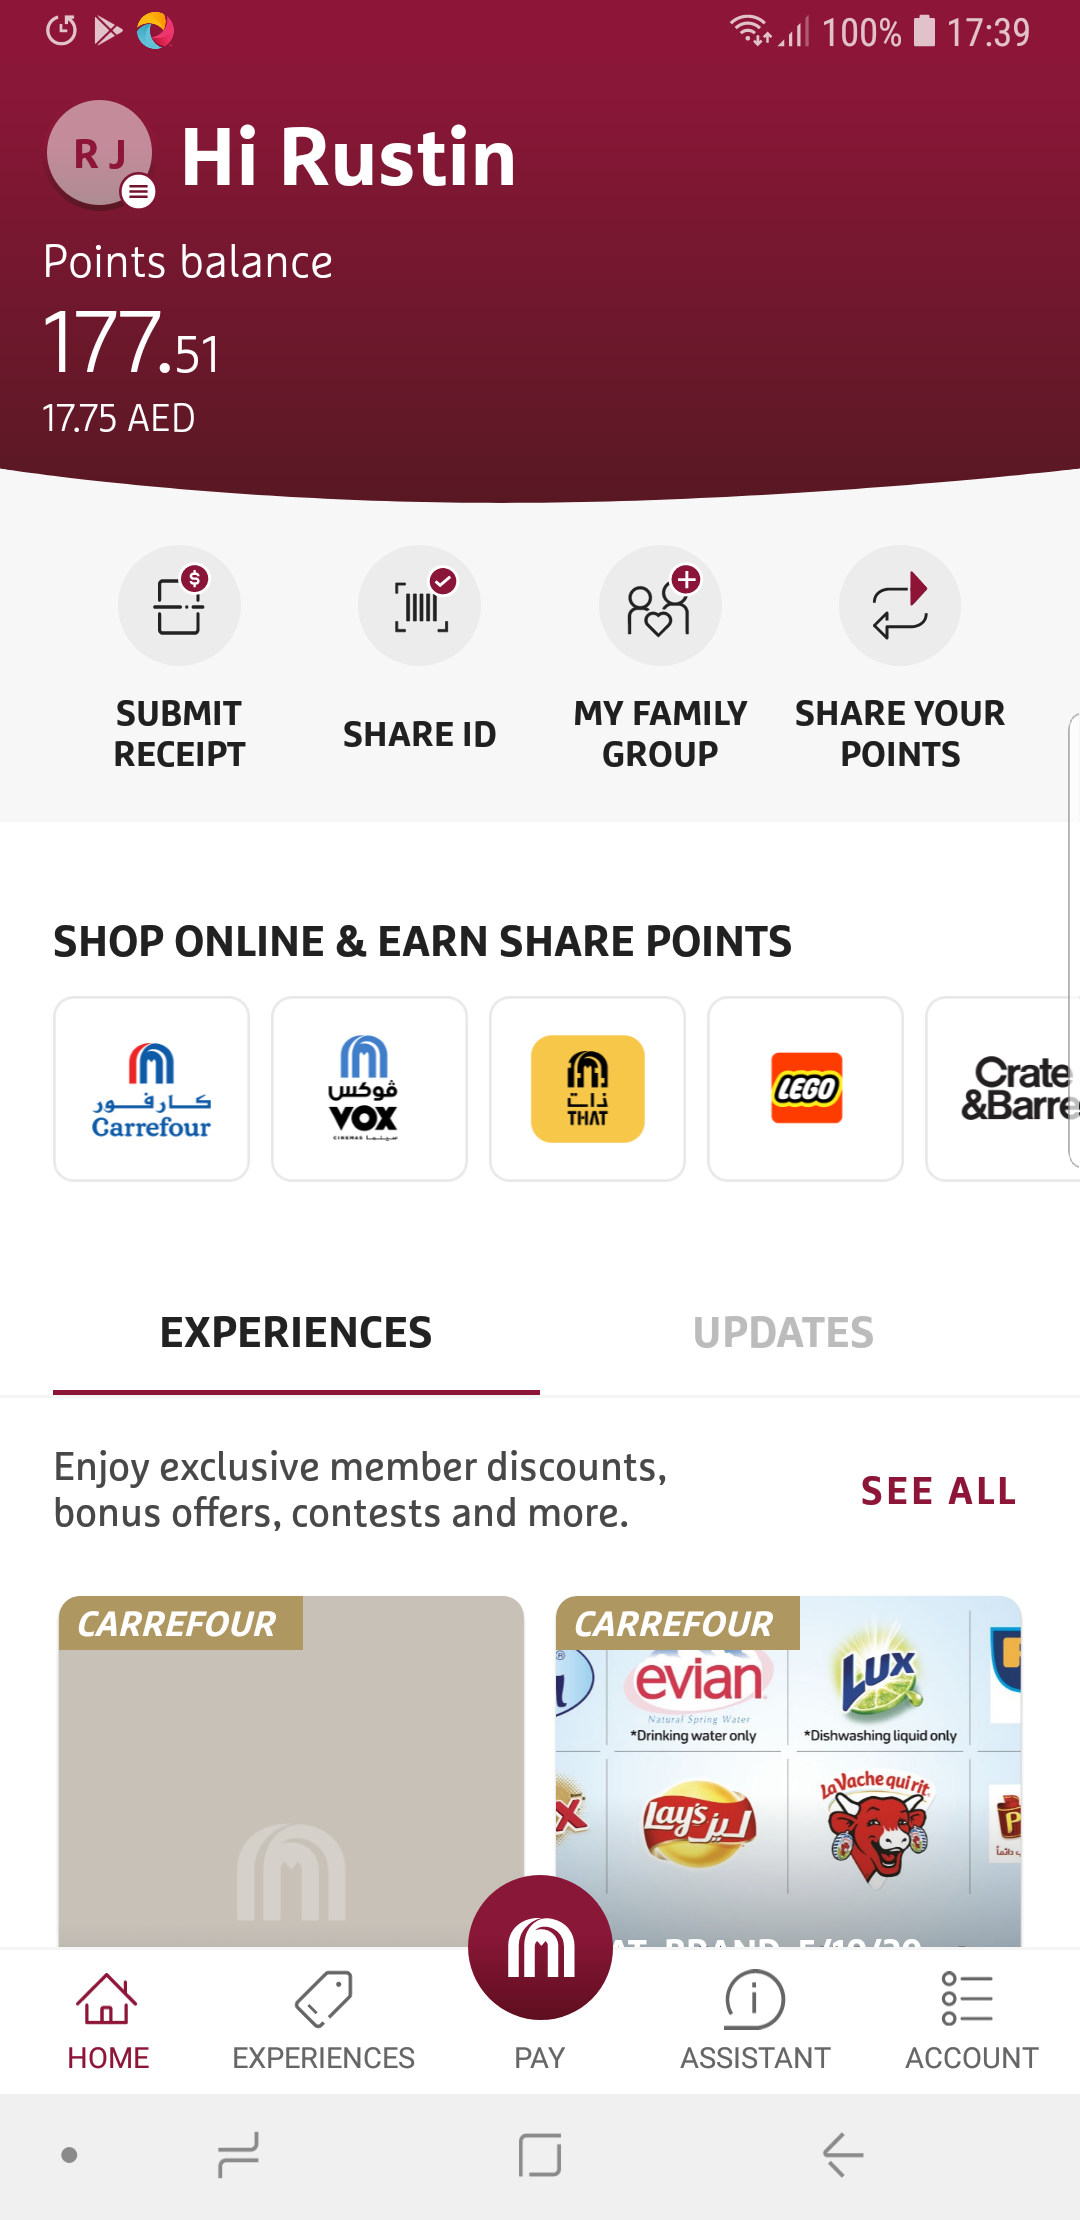 100% 17:39
R J
Hi Rustin
Points balance
177.51
17.75 AED
SUBMIT RECEIPT
SHARE ID
MY FAMILY GROUP
SHARE YOUR POINTS
SHOP ONLINE & EARN SHARE POINTS
كارفور
Carrefour
ڤوكس
VOX
CINEMAS سينما
ذات
THAT
LEGO
Crate
&Barre
EXPERIENCES
UPDATES
Enjoy exclusive member discounts,
bonus offers, contests and more.
SEE ALL
CARREFOUR
CARREFOUR
evian
Natural Spring Water
*Drinking water only
LUX
*Dishwashing liquid only
Lay's ليز
La Vache qui rit
HOME
EXPERIENCES
PAY
ASSISTANT
ACCOUNT